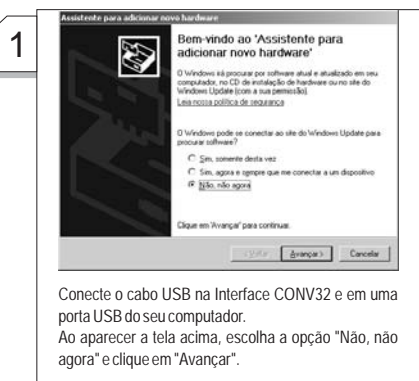 Assistente para adicionar novo hardware
1
Bem-vindo ao 'Assistente para
adicionar novo hardware'
O Windows irá procurar por software atual e atualizado em seu
computador, no CD de instalação de hardware ou no site do
Windows Update (com a sua permissão).
Leia nossa política de segurança
O Windows pode se conectar ao site do Windows Update para
procurar software?
Sim, somente desta vez
Sim, agora e sempre que me conectar a um dispositivo
Não, não agora
Clique em 'Avançar' para continuar.
< Voltar
Avançar >
Cancelar
Conecte o cabo USB na Interface CONV32 e em uma
porta USB do seu computador.
Ao aparecer a tela acima, escolha a opção "Não, não
agora" e clique em "Avançar".